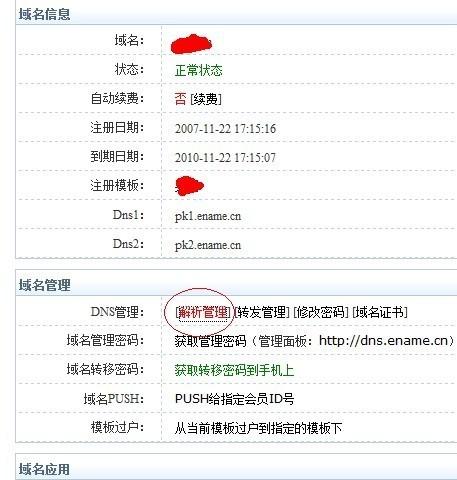 域名信息
域名：
状态： 正常状态
自动续费： 否 [续费]
注册日期： 2007-11-22 17:15:16
到期日期： 2010-11-22 17:15:07
注册模板：
Dns1： pk1.ename.cn
Dns2： pk2.ename.cn
域名管理
DNS管理： [解析管理] [转发管理] [修改密码] [域名证书]
域名管理密码： 获取管理密码（管理面板：http://dns.ename.cn）
域名转移密码： 获取转移密码到手机上
域名PUSH： PUSH给指定会员ID号
模板过户： 从当前模板过户到指定的模板下
域名应用